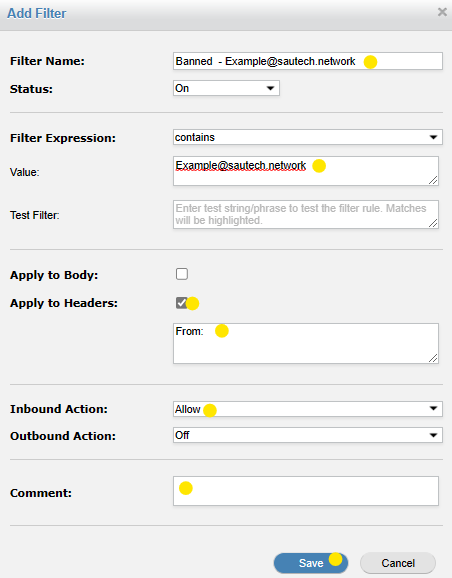 Add Filter
Filter Name: Banned - Example@sautech.network
Status: On
Filter Expression: contains
Value: Example@sautech.network
Test Filter: Enter test string/phrase to test the filter rule. Matches
will be highlighted.
Apply to Body:
Apply to Headers:
From:
Inbound Action: Allow
Outbound Action: Off
Comment:
Save Cancel